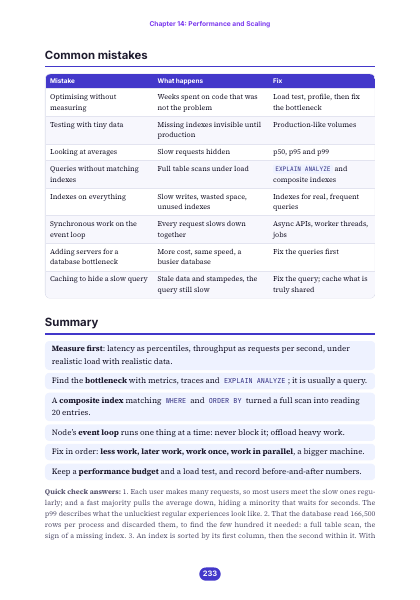 Chapter 14: Performance and Scaling
Common mistakes
Mistake What happens Fix
Optimising without measuring Weeks spent on code that was not the problem Load test, profile, then fix the bottleneck
Testing with tiny data Missing indexes invisible until production Production-like volumes
Looking at averages Slow requests hidden p50, p95 and p99
Queries without matching indexes Full table scans under load EXPLAIN ANALYZE and composite indexes
Indexes on everything Slow writes, wasted space, unused indexes Indexes for real, frequent queries
Synchronous work on the event loop Every request slows down together Async APIs, worker threads, jobs
Adding servers for a database bottleneck More cost, same speed, a busier database Fix the queries first
Caching to hide a slow query Stale data and stampedes, the query still slow Fix the query; cache what is truly shared
Summary
Measure first: latency as percentiles, throughput as requests per second, under
realistic load with realistic data.
Find the bottleneck with metrics, traces and EXPLAIN ANALYZE; it is usually a query.
A composite index matching WHERE and ORDER BY turned a full scan into reading
20 entries.
Node's event loop runs one thing at a time: never block it; offload heavy work.
Fix in order: less work, later work, work once, work in parallel, a bigger machine.
Keep a performance budget and a load test, and record before-and-after numbers.
Quick check answers: 1. Each user makes many requests, so most users meet the slow ones regu-
larly; and a fast majority pulls the average down, hiding a minority that waits for seconds. The
p99 describes what the unluckiest regular experiences look like. 2. That the database read 166,500
rows per process and discarded them, to find the few hundred it needed: a full table scan, the
sign of a missing index. 3. An index is sorted by its first column, then the second within it. With
233